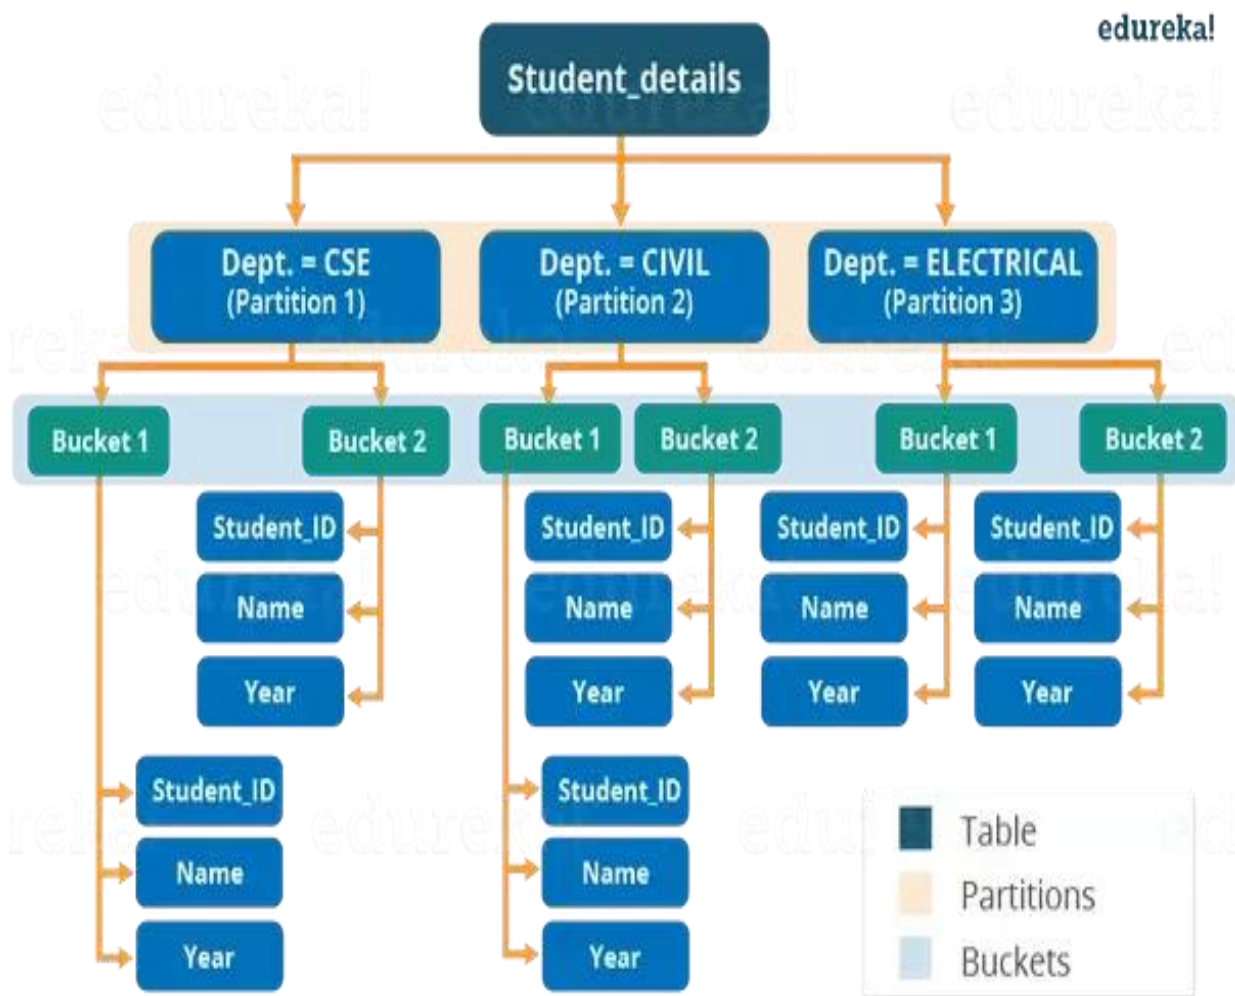 edureka!
Student_details
Dept. = CSE
(Partition 1)
Dept. = CIVIL
(Partition 2)
Dept. = ELECTRICAL
(Partition 3)
Bucket 1
Bucket 2
Bucket 1
Bucket 2
Bucket 1
Bucket 2
Student_ID
Student_ID
Student_ID
Student_ID
Name
Name
Name
Name
Year
Year
Year
Year
Student_ID
Student_ID
Name
Name
Year
Year
Table
Partitions
Buckets